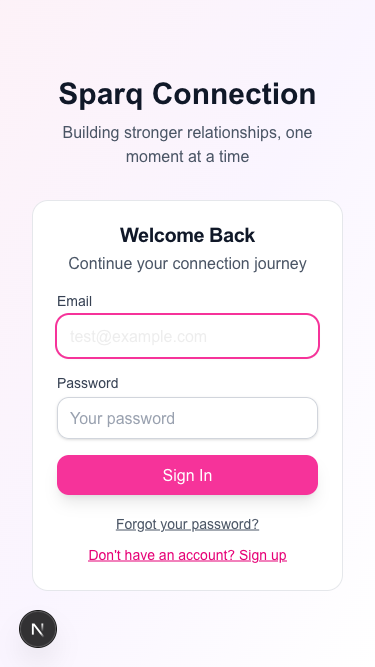 Sparq Connection
Building stronger relationships, one
moment at a time
Welcome Back
Continue your connection journey
Email
test@example.com
Password
Your password
Sign In
Forgot your password?
Don't have an account? Sign up
N